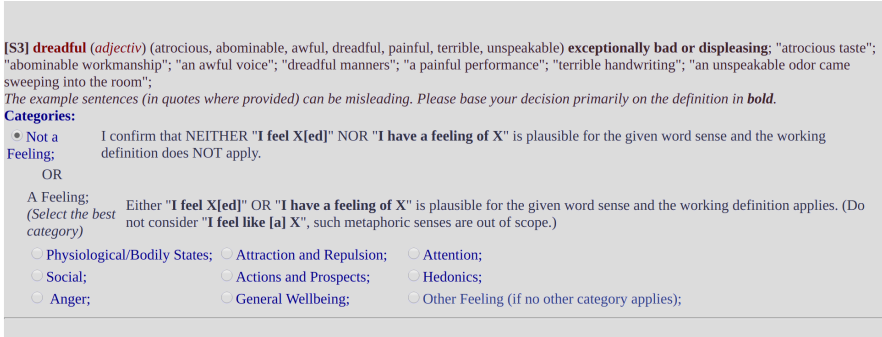 [S3] dreadful (adjectiv) (atrocious, abominable, awful, dreadful, painful, terrible, unspeakable) exceptionally bad or displeasing; "atrocious taste";
"abominable workmanship"; "an awful voice"; "dreadful manners"; "a painful performance"; "terrible handwriting"; "an unspeakable odor came
sweeping into the room";
The example sentences (in quotes where provided) can be misleading. Please base your decision primarily on the definition in bold.
Categories:
Not a Feeling;
I confirm that NEITHER "I feel X[ed]" NOR "I have a feeling of X" is plausible for the given word sense and the working
definition does NOT apply.
OR
A Feeling;
(Select the best
category)
Either "I feel X[ed]" OR "I have a feeling of X" is plausible for the given word sense and the working definition applies. (Do
not consider "I feel like [a] X", such metaphoric senses are out of scope.)
Physiological/Bodily States; Attraction and Repulsion; Attention;
Social; Actions and Prospects; Hedonics;
Anger; General Wellbeing; Other Feeling (if no other category applies);